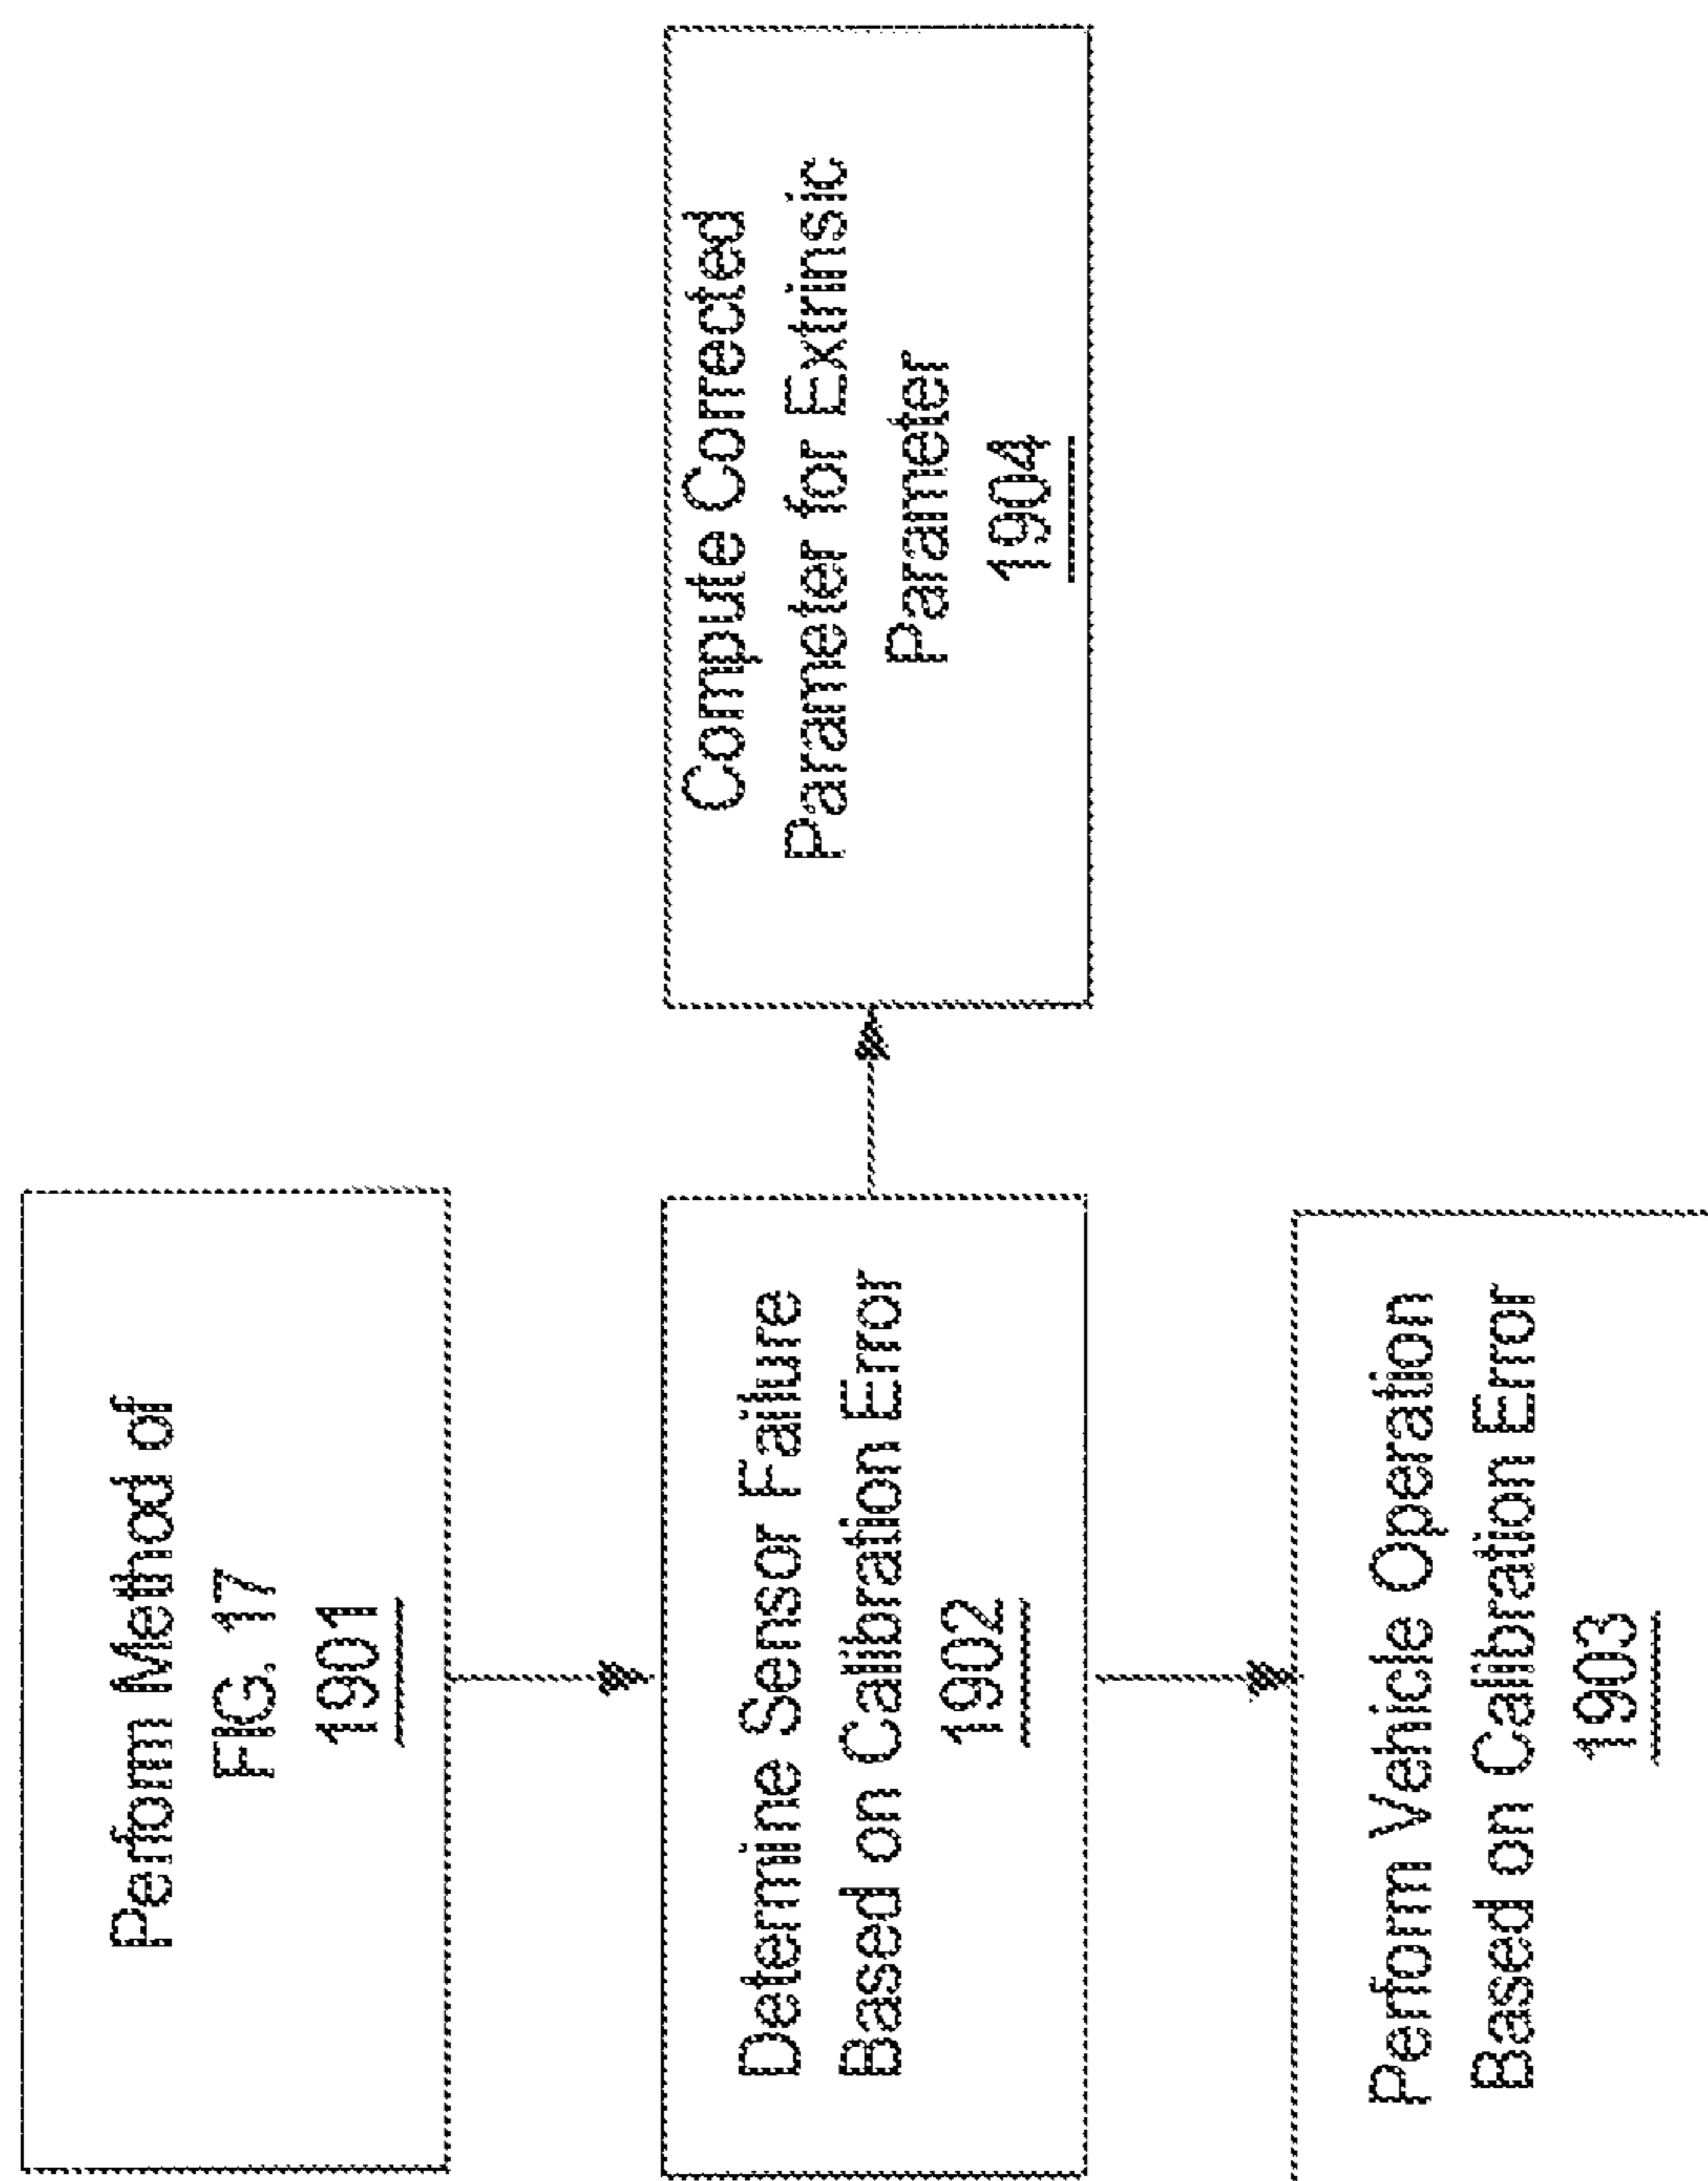 Perform Method of
FIG. 17
1901
Determine Sensor Failure
Based on Calibration Error
1902
Perform Vehicle Operation
Based on Calibration Error
1903
Compute Corrected
Parameter for Extrinsic
Parameter
1904